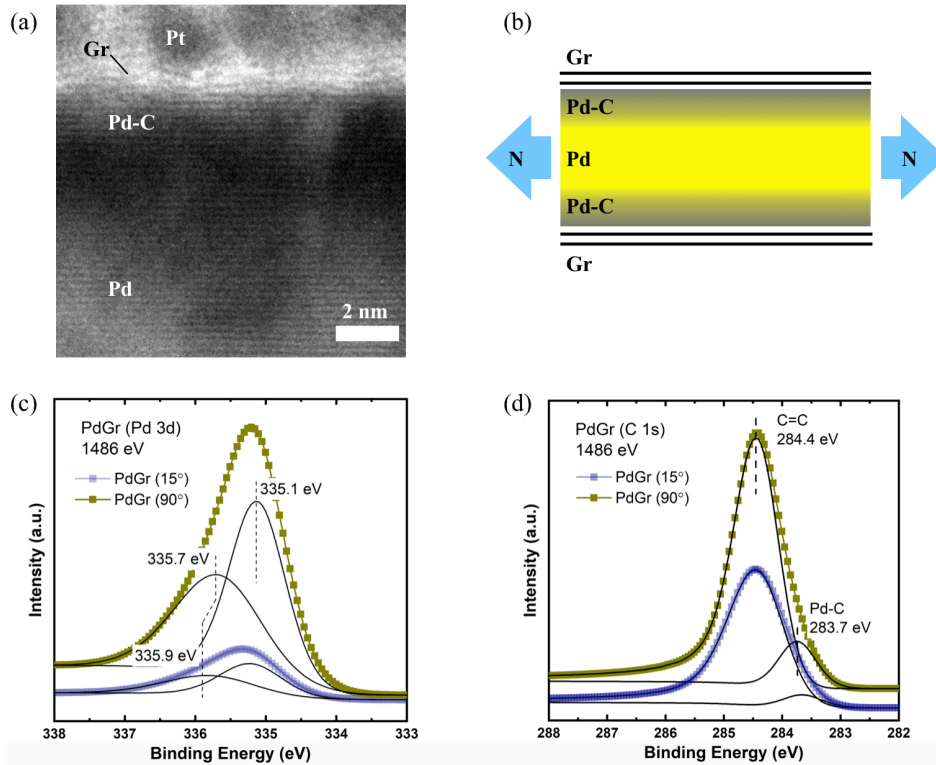 (a)
Pt
Gr
Pd-C
Pd
2 nm
(b)
Gr
Pd-C
N
Pd
N
Pd-C
Gr
(c)
PdGr (Pd 3d)
1486 eV
PdGr (15°)
PdGr (90°)
335.1 eV
335.7 eV
335.9 eV
Intensity (a.u.)
338 337 336 335 334 333
Binding Energy (eV)
(d)
PdGr (C 1s)
1486 eV
PdGr (15°)
PdGr (90°)
C=C
284.4 eV
Pd-C
283.7 eV
Intensity (a.u.)
288 287 286 285 284 283 282
Binding Energy (eV)